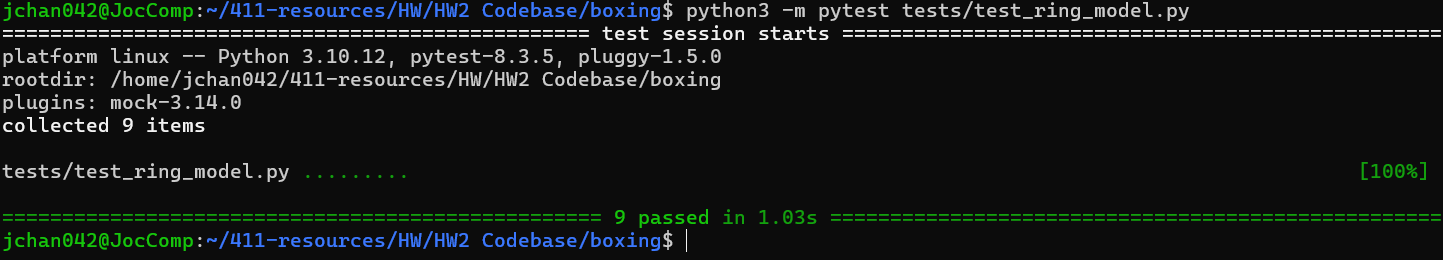 jchan042@JocComp:~/411-resources/HW/HW2 Codebase/boxing$ python3 -m pytest tests/test_ring_model.py
================================================= test session starts ==================================================
platform linux -- Python 3.10.12, pytest-8.3.5, pluggy-1.5.0
rootdir: /home/jchan042/411-resources/HW/HW2 Codebase/boxing
plugins: mock-3.14.0
collected 9 items
tests/test_ring_model.py ......... [100%]
================================================== 9 passed in 1.03s ===================================================
jchan042@JocComp:~/411-resources/HW/HW2 Codebase/boxing$